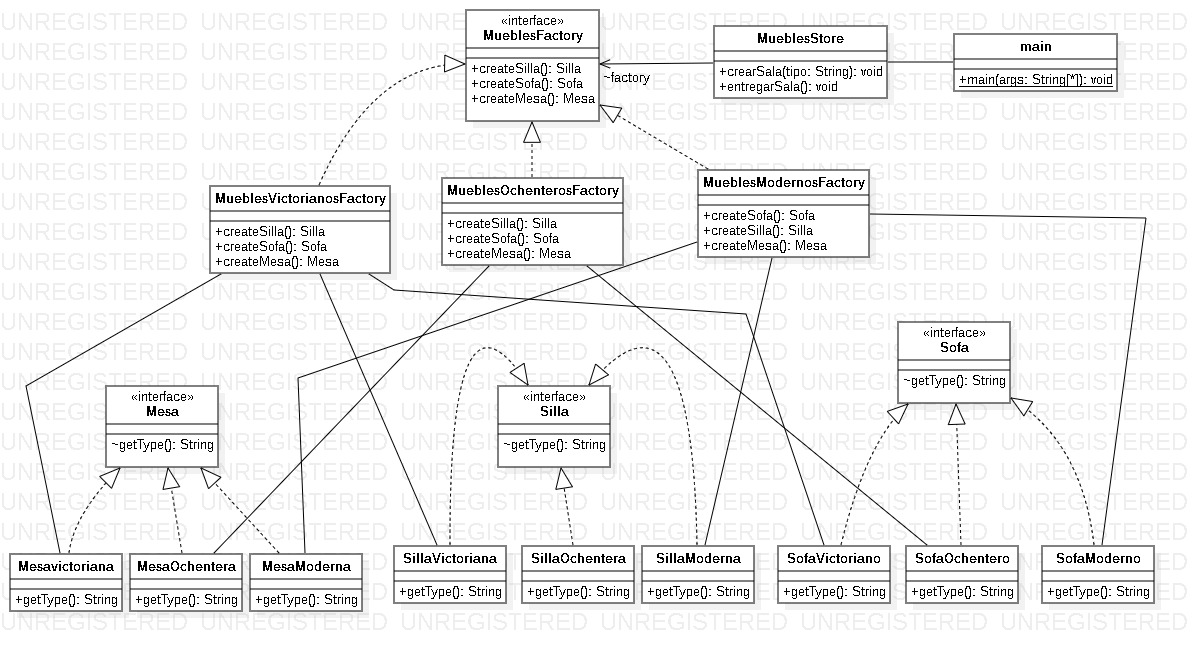 «interface»
MueblesFactory
+createSilla(): Silla
+createSofa(): Sofa
+createMesa(): Mesa
~factory
MueblesStore
+crearSala(tipo: String): void
+entregarSala(): void
main
+main(args: String[*]): void
MueblesVictorianosFactory
+createSilla(): Silla
+createSofa(): Sofa
+createMesa(): Mesa
MueblesOchenterosFactory
+createSilla(): Silla
+createSofa(): Sofa
+createMesa(): Mesa
MueblesModernosFactory
+createSofa(): Sofa
+createSilla(): Silla
+createMesa(): Mesa
«interface»
Mesa
~getType(): String
«interface»
Silla
~getType(): String
«interface»
Sofa
~getType(): String
Mesavictoriana
+getType(): String
MesaOchentera
+getType(): String
MesaModerna
+getType(): String
SillaVictoriana
+getType(): String
SillaOchentera
+getType(): String
SillaModerna
+getType(): String
SofaVictoriano
+getType(): String
SofaOchentero
+getType(): String
SofaModerno
+getType(): String
UNREGISTERED